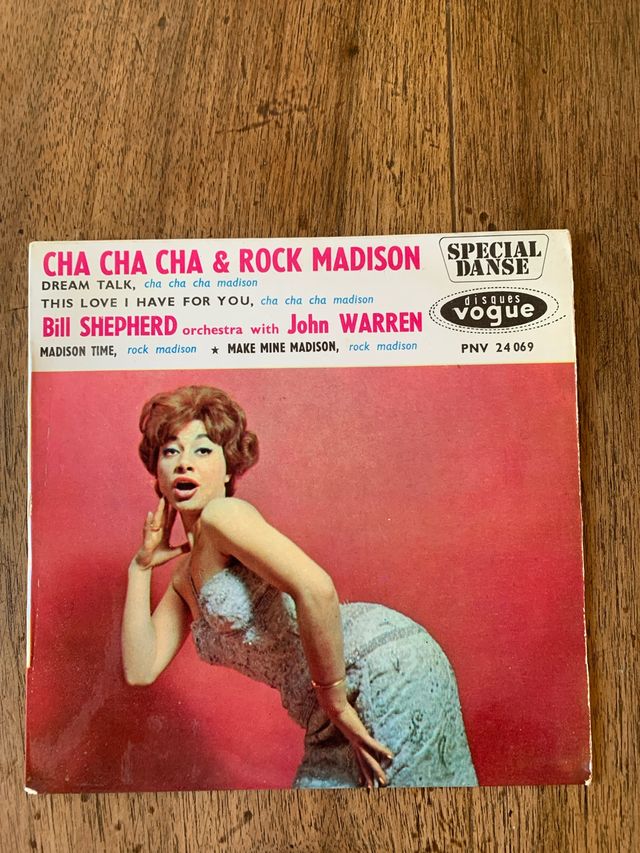 CHA CHA CHA & ROCK MADISON
DREAM TALK, cha cha cha madison
THIS LOVE I HAVE FOR YOU, cha cha cha madison
Bill SHEPHERD orchestra with John WARREN
MADISON TIME, rock madison ★ MAKE MINE MADISON, rock madison
SPECIAL
DANSE
disques
vogue
PNV 24 069